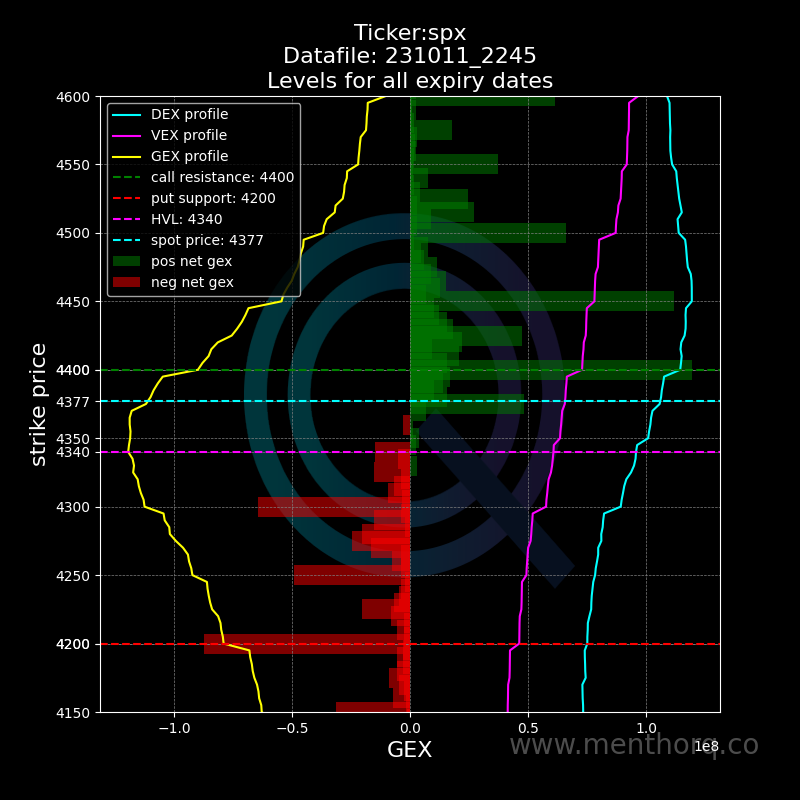 Ticker:spx
Datafile: 231011_2245
Levels for all expiry dates
DEX profile
VEX profile
GEX profile
call resistance: 4400
put support: 4200
HVL: 4340
spot price: 4377
pos net gex
neg net gex
strike price
4600
4550
4500
4450
4400
4377
4350
4340
4300
4250
4200
4150
−1.0
−0.5
0.0
0.5
1.0
1e8
GEX
www.menthorq.co